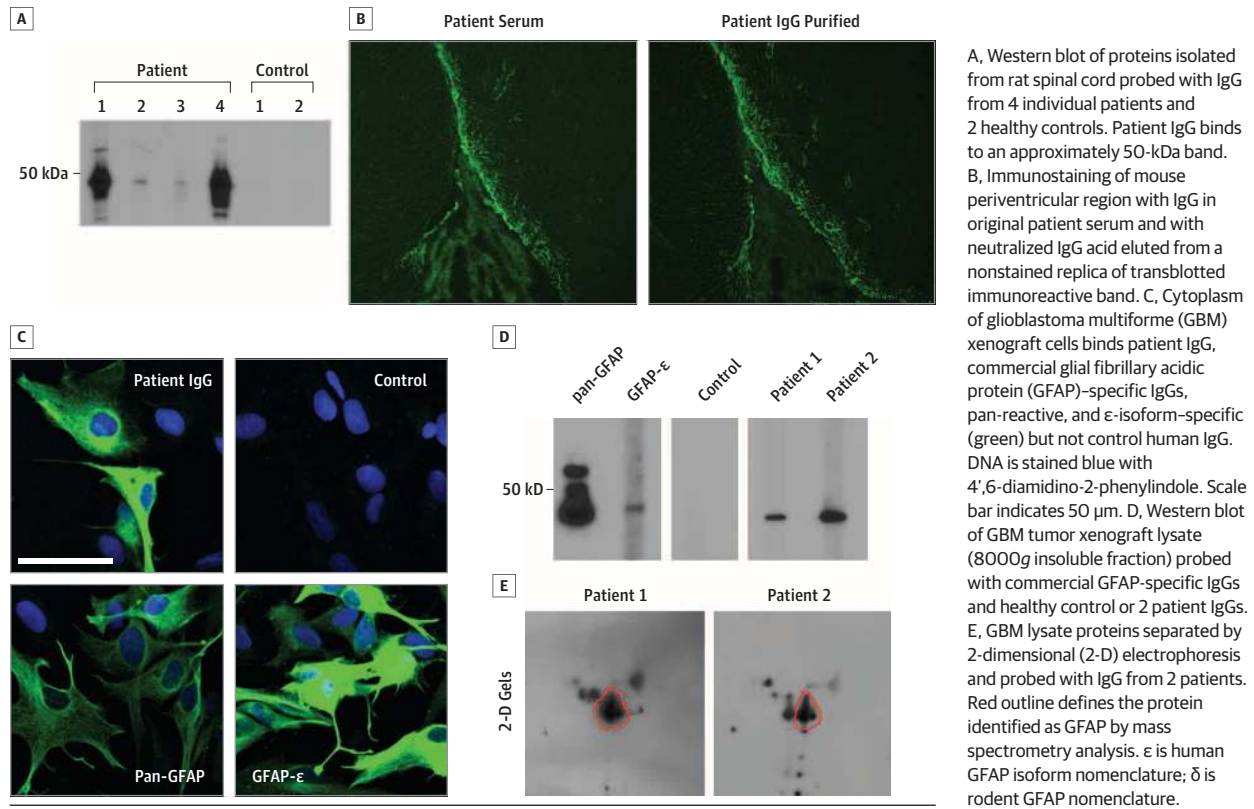 A
Patient
Control
1 2 3 4 1 2
50 kDa
B
Patient Serum
Patient IgG Purified
C
Patient IgG
Control
Pan-GFAP
GFAP-ε
D
pan-GFAP
GFAP-ε
Control
Patient 1
Patient 2
50 kD
E
Patient 1
Patient 2
2-D Gels
A, Western blot of proteins isolated
from rat spinal cord probed with IgG
from 4 individual patients and
2 healthy controls. Patient IgG binds
to an approximately 50-kDa band.
B, Immunostaining of mouse
periventricular region with IgG in
original patient serum and with
neutralized IgG acid eluted from a
nonstained replica of transblotted
immunoreactive band. C, Cytoplasm
of glioblastoma multiforme (GBM)
xenograft cells binds patient IgG,
commercial glial fibrillary acidic
protein (GFAP)–specific IgGs,
pan-reactive, and ε-isoform–specific
(green) but not control human IgG.
DNA is stained blue with
4′,6-diamidino-2-phenylindole. Scale
bar indicates 50 μm. D, Western blot
of GBM tumor xenograft lysate
(8000g insoluble fraction) probed
with commercial GFAP-specific IgGs
and healthy control or 2 patient IgGs.
E, GBM lysate proteins separated by
2-dimensional (2-D) electrophoresis
and probed with IgG from 2 patients.
Red outline defines the protein
identified as GFAP by mass
spectrometry analysis. ε is human
GFAP isoform nomenclature; δ is
rodent GFAP nomenclature.